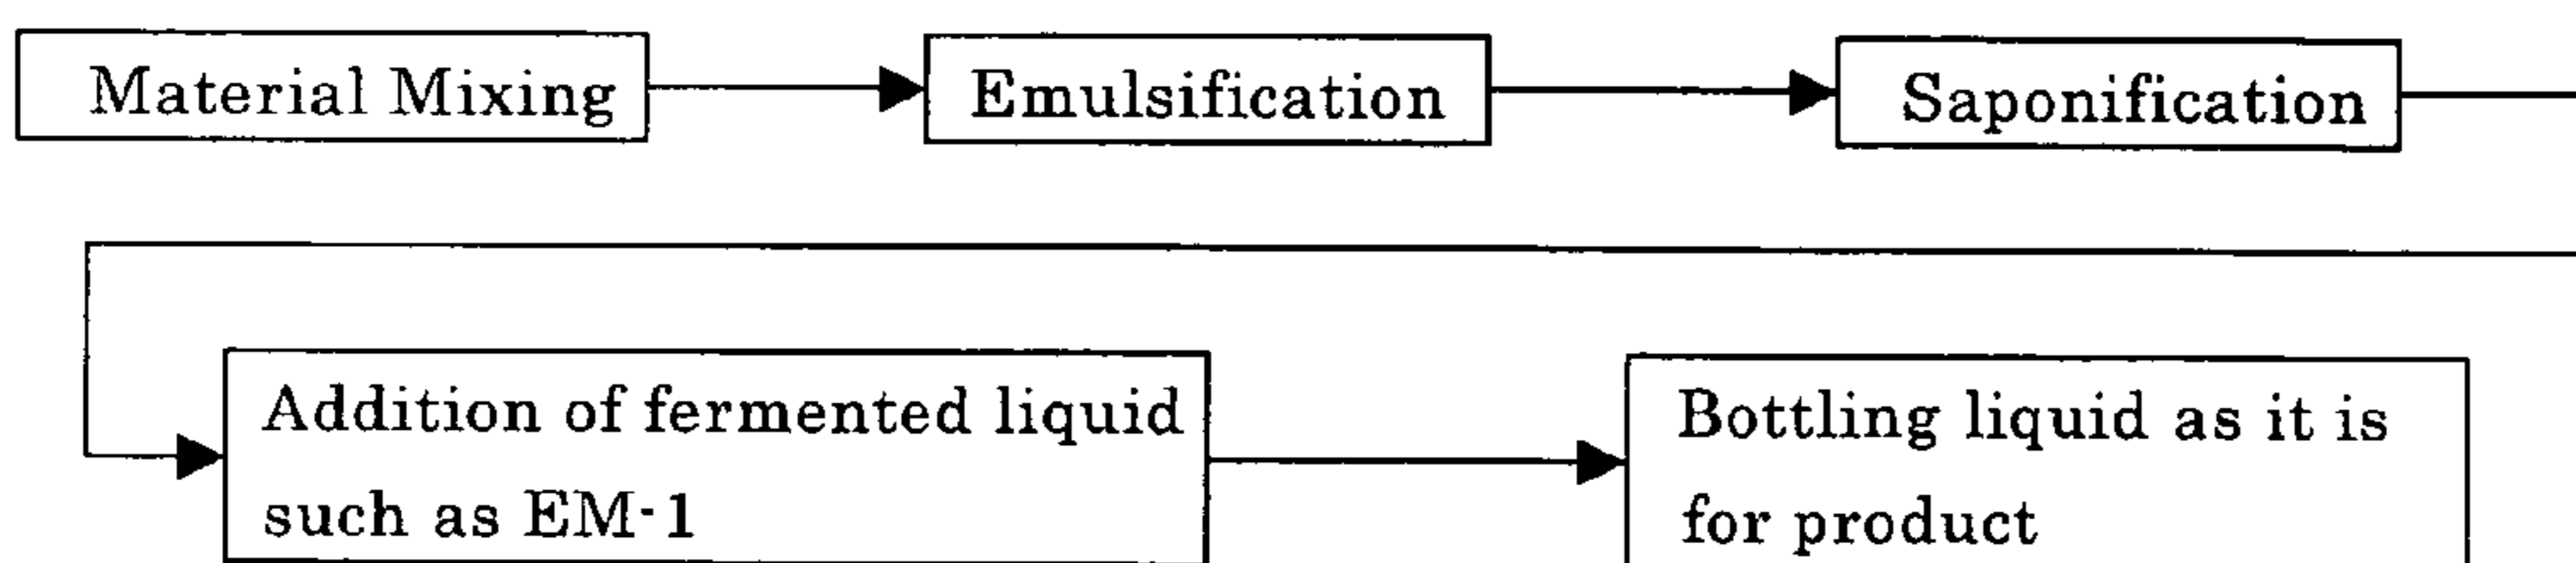 Material Mixing
Emulsification
Saponification
Addition of fermented liquid
such as EM-1
Bottling liquid as it is
for product